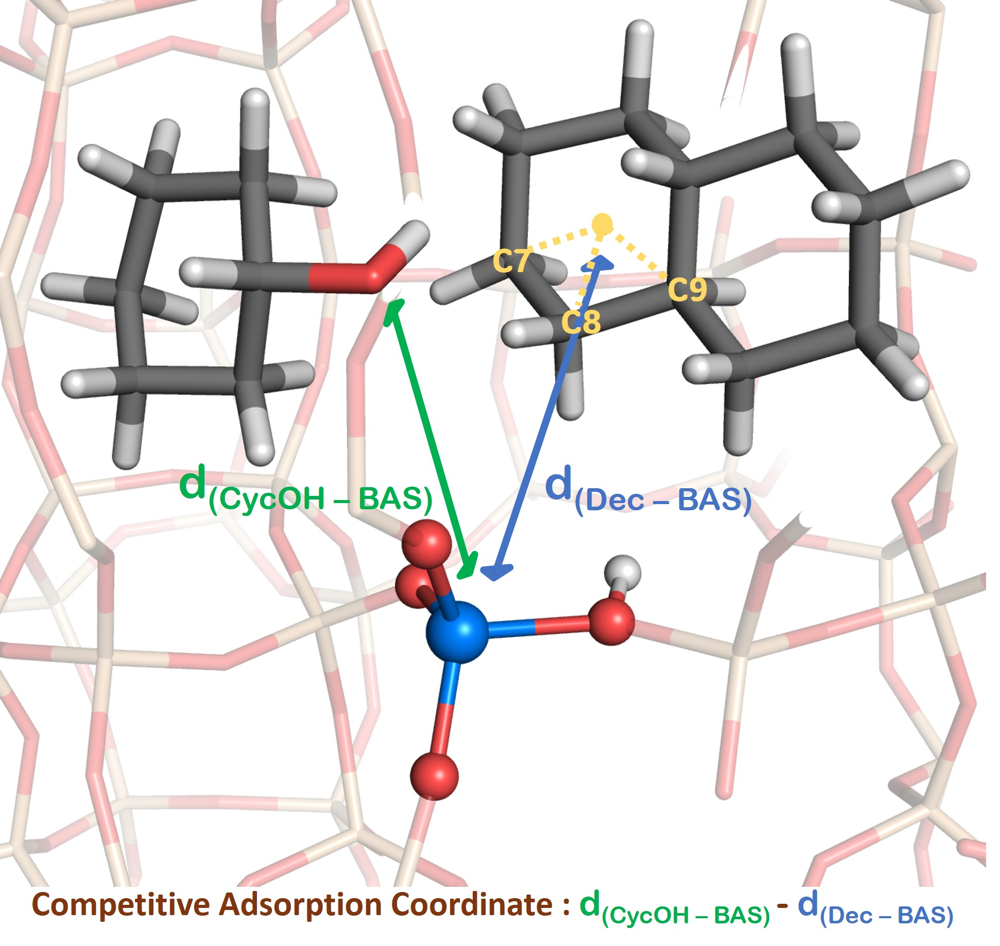 C7
C9
C8
d(CycOH – BAS)
d(Dec – BAS)
Competitive Adsorption Coordinate : d(CycOH – BAS) - d(Dec – BAS)